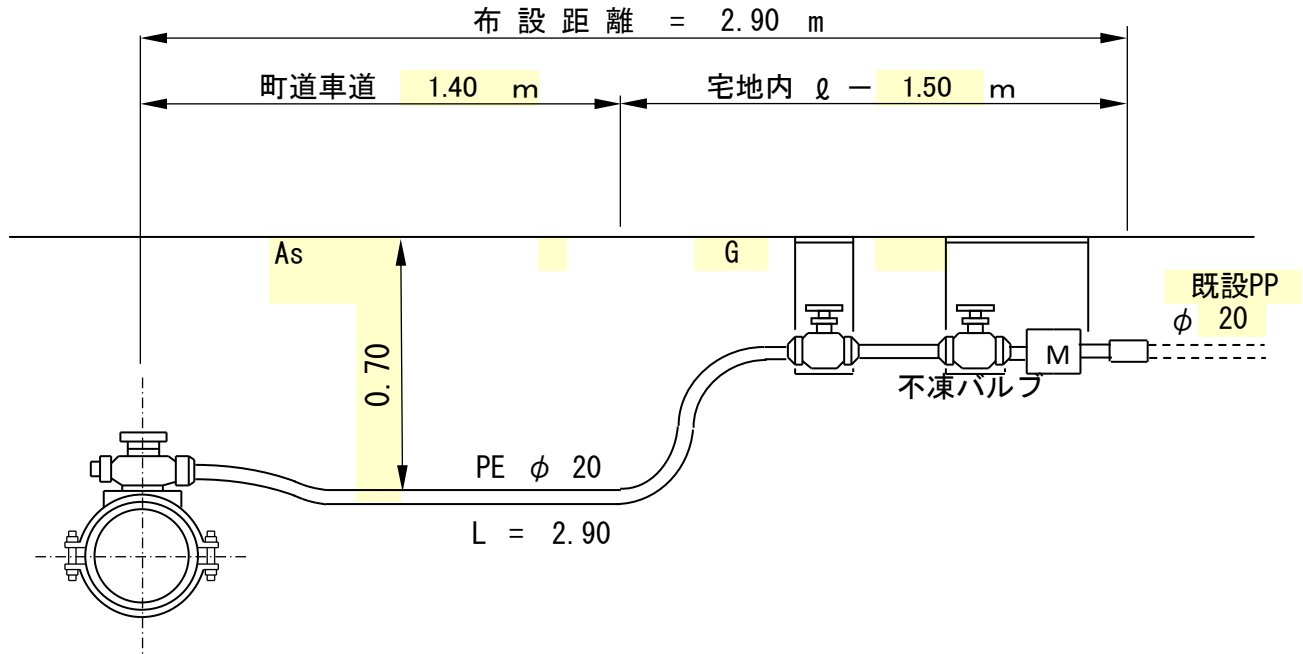 布 設 距 離 = 2.90 m
町道車道 1.40 m 宅地内 ℓ － 1.50 m
As G
既設PP
φ 20
0.70
M
不凍バルブ
PE φ 20
L = 2.90